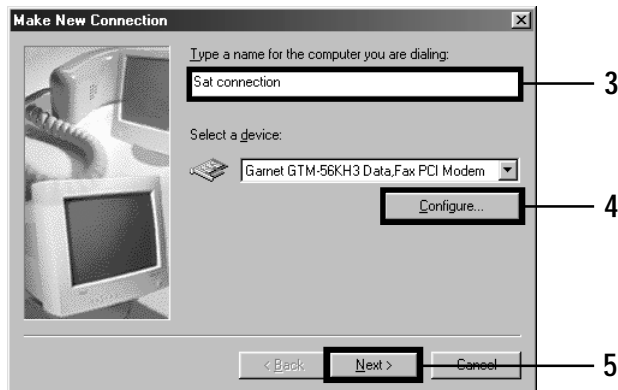 Make New Connection
Type a name for the computer you are dialing:
Sat connection
3
Select a device:
Garnet GTM-56KH3 Data,Fax PCI Modem
Configure...
4
< Back
Next >
Cancel
5